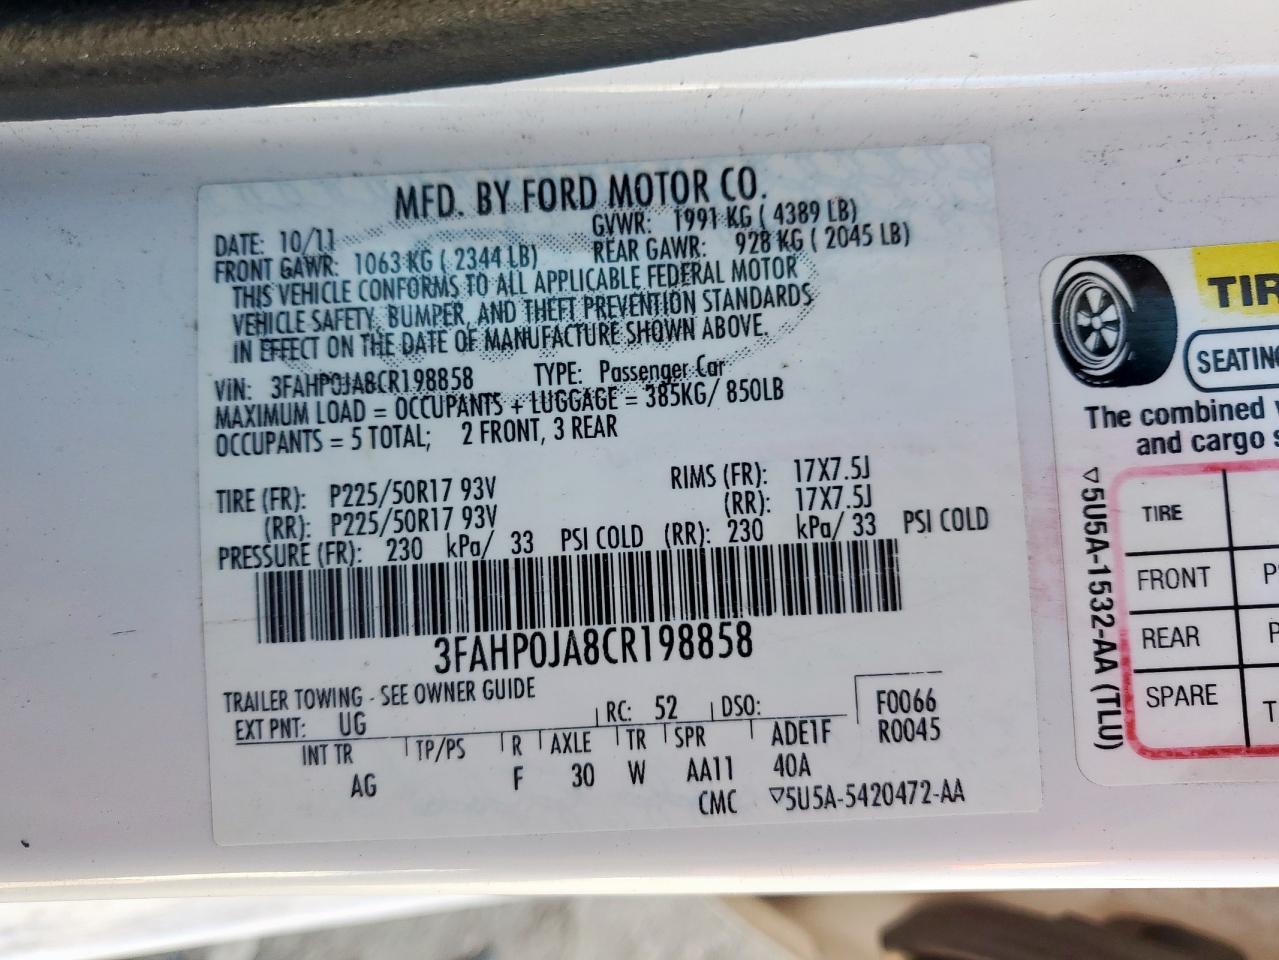 MFD. BY FORD MOTOR CO.
DATE: 10/11 GVWR: 1991 KG ( 4389 LB)
FRONT GAWR: 1063 KG ( 2344 LB) REAR GAWR: 928 KG ( 2045 LB)
THIS VEHICLE CONFORMS TO ALL APPLICABLE FEDERAL MOTOR
VEHICLE SAFETY, BUMPER, AND THEFT PREVENTION STANDARDS
IN EFFECT ON THE DATE OF MANUFACTURE SHOWN ABOVE.
VIN: 3FAHP0JA8CR198858 TYPE: Passenger Car
MAXIMUM LOAD = OCCUPANTS + LUGGAGE = 385KG/ 850LB
OCCUPANTS = 5 TOTAL; 2 FRONT, 3 REAR
TIRE (FR): P225/50R17 93V RIMS (FR): 17X7.5J
(RR): P225/50R17 93V (RR): 17X7.5J
PRESSURE (FR): 230 kPa/ 33 PSI COLD (RR): 230 kPa/ 33 PSI COLD
3FAHP0JA8CR198858
TRAILER TOWING - SEE OWNER GUIDE
EXT PNT: UG RC: 52 DSO: F0066
INT TR TP/PS R AXLE TR SPR ADE1F R0045
AG F 30 W AA11 40A
CMC ▽5U5A-5420472-AA
TIR
SEATING
The combined
and cargo s
TIRE
FRONT P
REAR P
SPARE T
▽5U5A-1532-AA (TLU)